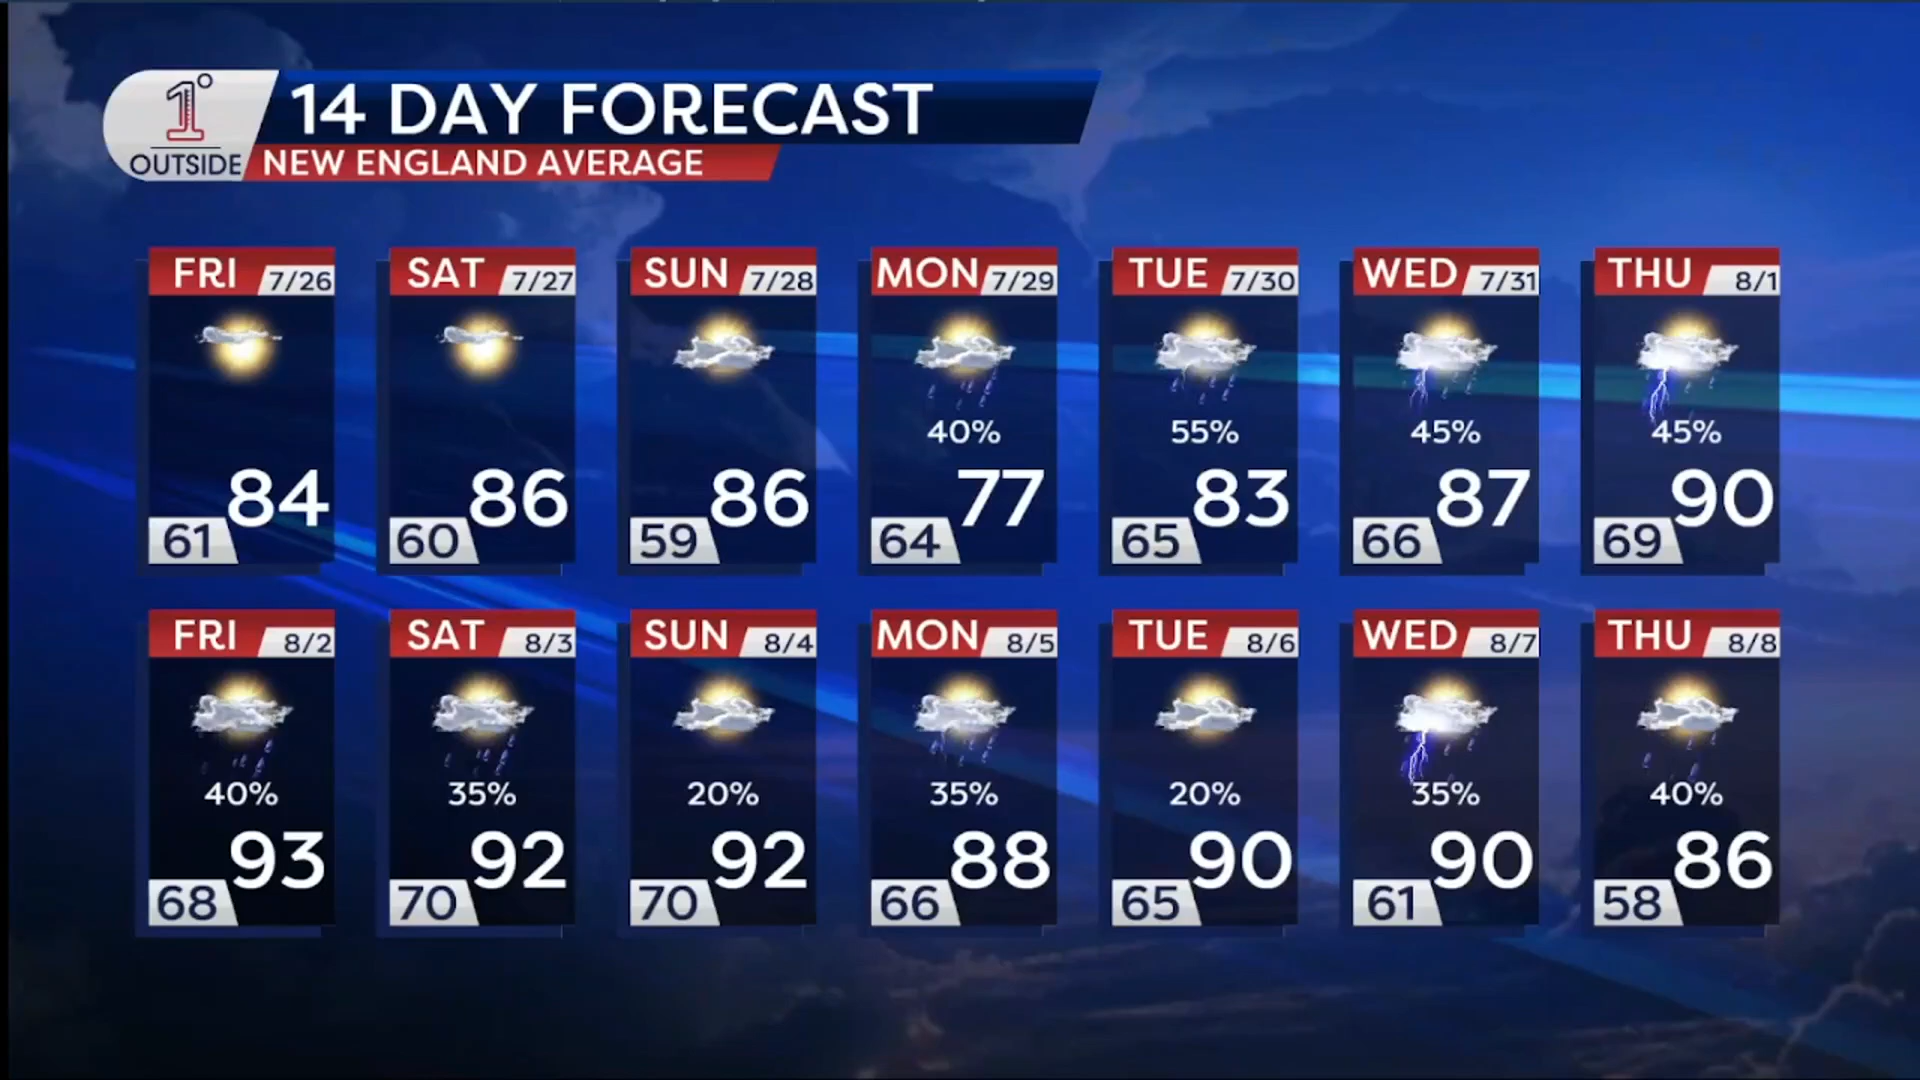 1°
OUTSIDE
14 DAY FORECAST
NEW ENGLAND AVERAGE
FRI 7/26
84
61
SAT 7/27
86
60
SUN 7/28
86
59
MON 7/29
40%
77
64
TUE 7/30
55%
83
65
WED 7/31
45%
87
66
THU 8/1
45%
90
69
FRI 8/2
40%
93
68
SAT 8/3
35%
92
70
SUN 8/4
20%
92
70
MON 8/5
35%
88
66
TUE 8/6
20%
90
65
WED 8/7
35%
90
61
THU 8/8
40%
86
58